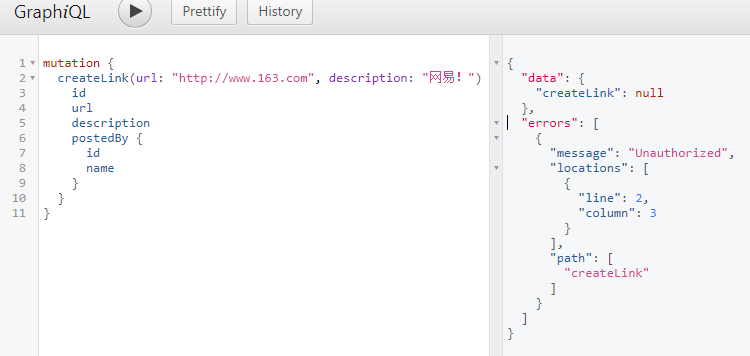 GraphiQL
Prettify
History
1 mutation {
2 createLink(url: "http://www.163.com", description: "网易！")
3 id
4 url
5 description
6 postedBy {
7 id
8 name
9 }
10 }
11 }
{
"data": {
"createLink": null
},
"errors": [
{
"message": "Unauthorized",
"locations": [
{
"line": 2,
"column": 3
}
],
"path": [
"createLink"
]
}
]
}